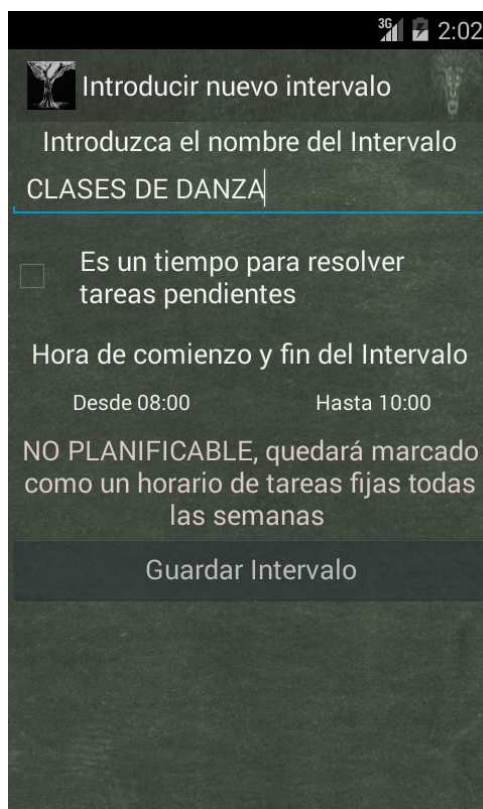 3G 2:02
Introducir nuevo intervalo
Introduzca el nombre del Intervalo
CLASES DE DANZA
Es un tiempo para resolver
tareas pendientes
Hora de comienzo y fin del Intervalo
Desde 08:00 Hasta 10:00
NO PLANIFICABLE, quedará marcado
como un horario de tareas fijas todas
las semanas
Guardar Intervalo